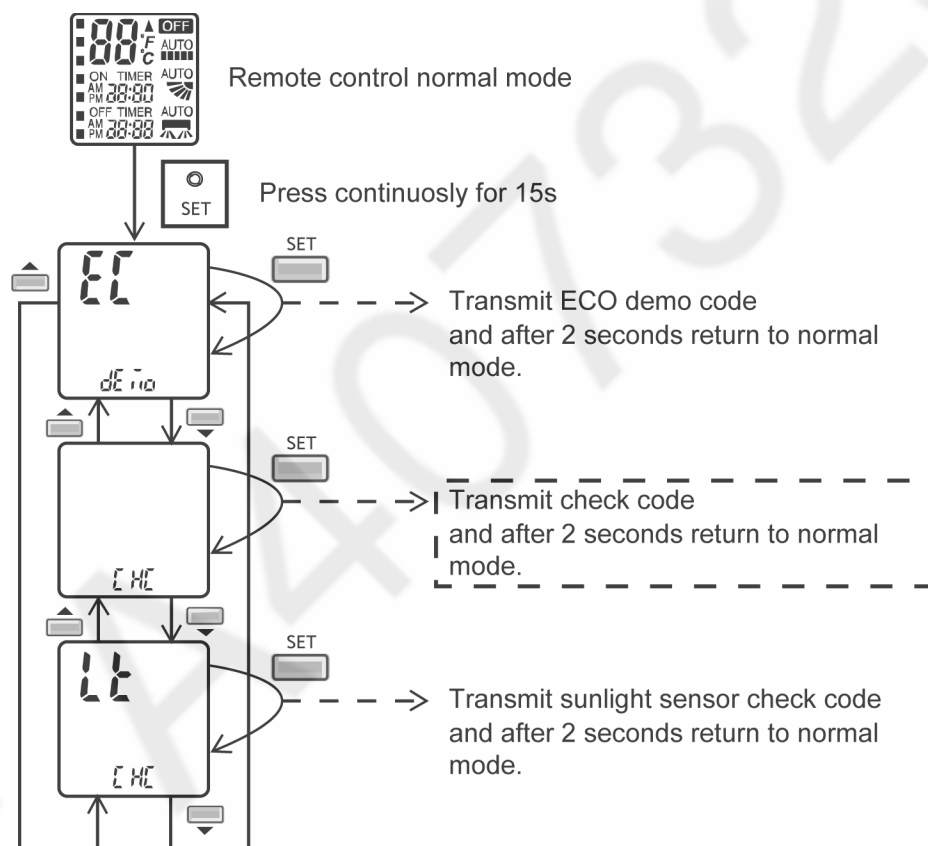 88 °F °C OFF
AUTO
ON TIMER AUTO
AM PM 88:88
OFF TIMER AUTO
AM PM 88:88
Remote control normal mode
SET
Press continuosly for 15s
EC
dEmo
SET
Transmit ECO demo code
and after 2 seconds return to normal
mode.
CHC
SET
Transmit check code
and after 2 seconds return to normal
mode.
Lt
CHC
SET
Transmit sunlight sensor check code
and after 2 seconds return to normal
mode.